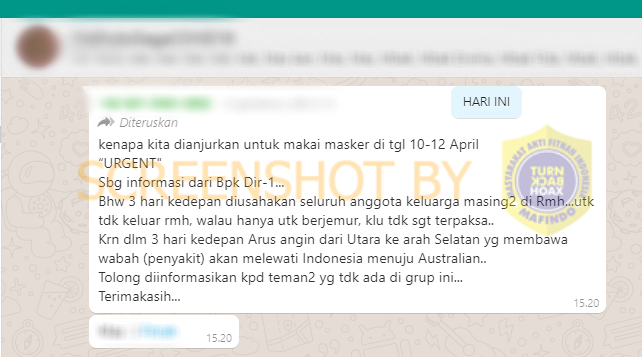 HARI INI
Diteruskan
kenapa kita dianjurkan untuk makai masker di tgl 10-12 April
"URGENT"
Sbg informasi dari Bpk Dir-1...
Bhw 3 hari kedepan diusahakan seluruh anggota keluarga masing2 di Rmh...utk
tdk keluar rmh, walau hanya utk berjemur, klu tdk sgt terpaksa..
Krn dlm 3 hari kedepan Arus angin dari Utara ke arah Selatan yg membawa
wabah (penyakit) akan melewati Indonesia menuju Australian..
Tolong diinformasikan kpd teman2 yg tdk ada di grup ini...
Terimakasih...
15.20
15.20
SCREENSHOT BY
MASYARAKAT ANTI FITNAH INDONESIA
TURN
BACK
HOAX
MAFINDO